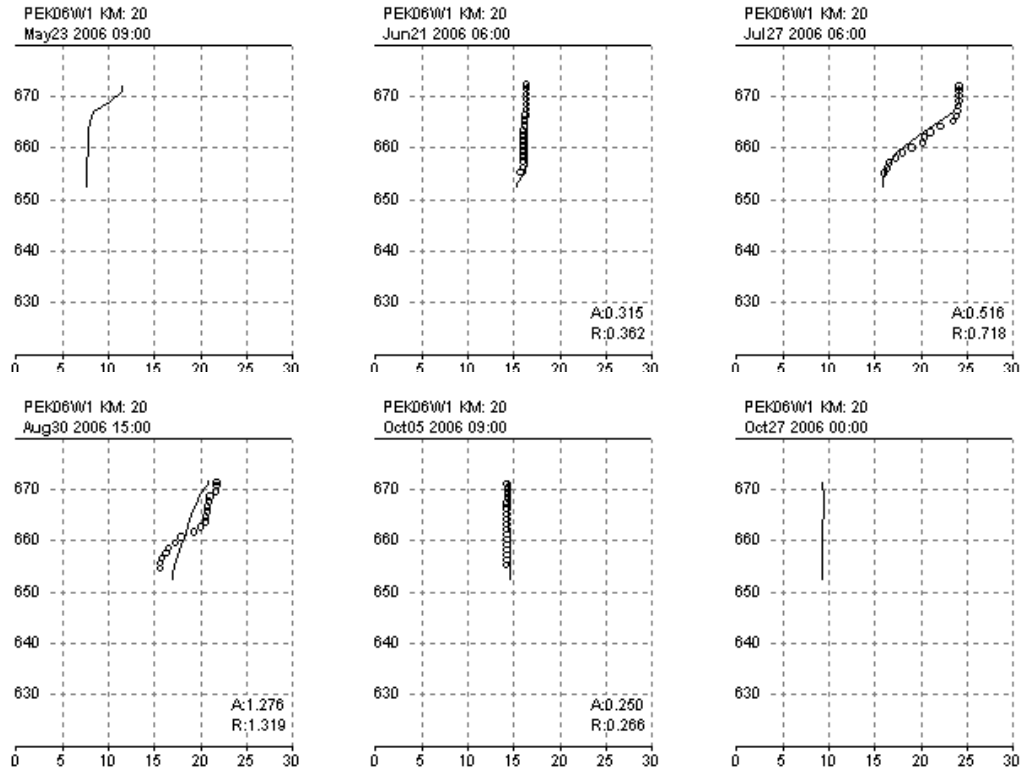 PEK06W1 KM: 20
May23 2006 09:00
670
660
650
640
630
0 5 10 15 20 25 30
PEK06W1 KM: 20
Jun21 2006 06:00
670
660
650
640
630
A:0.315
R:0.362
0 5 10 15 20 25 30
PEK06W1 KM: 20
Jul27 2006 06:00
670
660
650
640
630
A:0.516
R:0.718
0 5 10 15 20 25 30
PEK06W1 KM: 20
Aug30 2006 15:00
670
660
650
640
630
A:1.276
R:1.319
0 5 10 15 20 25 30
PEK06W1 KM: 20
Oct05 2006 09:00
670
660
650
640
630
A:0.250
R:0.266
0 5 10 15 20 25 30
PEK06W1 KM: 20
Oct27 2006 00:00
670
660
650
640
630
0 5 10 15 20 25 30